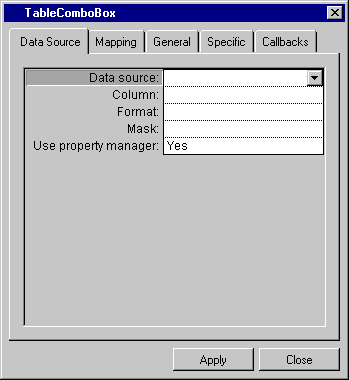 TableComboBox
Data Source Mapping General Specific Callbacks
Data source:
Column:
Format:
Mask:
Use property manager: Yes
Apply Close